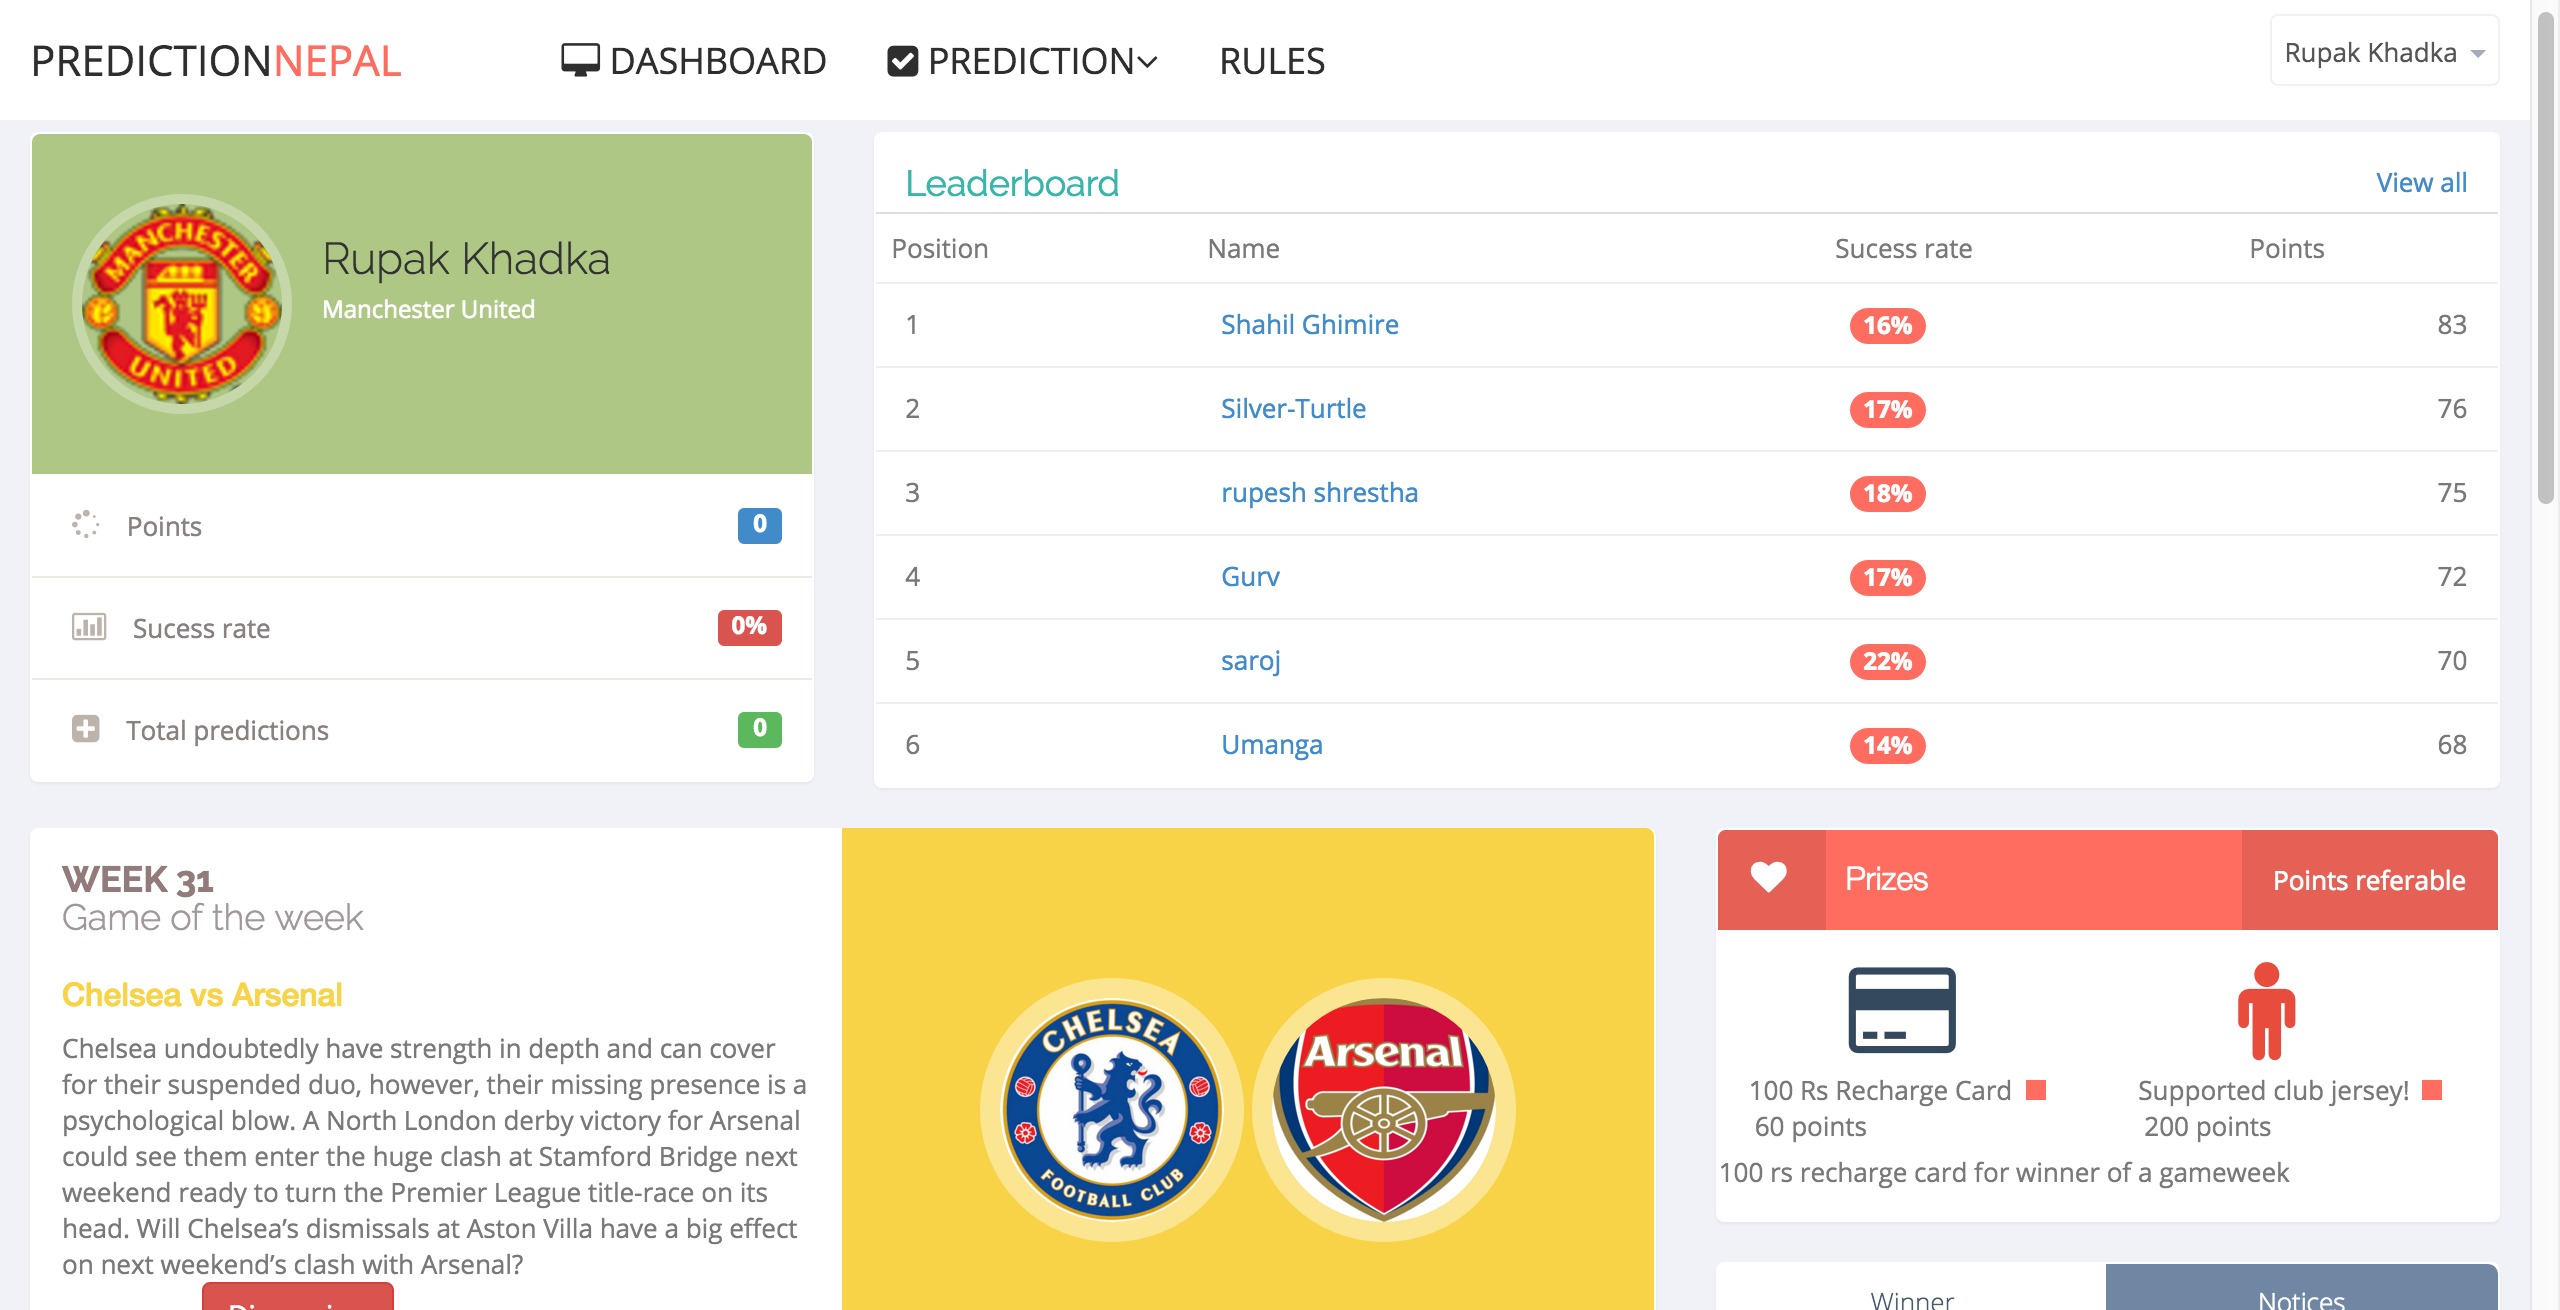 PREDICTIONNEPAL
DASHBOARD
PREDICTION
RULES
Rupak Khadka
MANCHESTER
UNITED
Rupak Khadka
Manchester United
Points 0
Sucess rate 0%
Total predictions 0
Leaderboard View all
Position Name Sucess rate Points
1 Shahil Ghimire 16% 83
2 Silver-Turtle 17% 76
3 rupesh shrestha 18% 75
4 Gurv 17% 72
5 saroj 22% 70
6 Umanga 14% 68
WEEK 31
Game of the week
Chelsea vs Arsenal
Chelsea undoubtedly have strength in depth and can cover
for their suspended duo, however, their missing presence is a
psychological blow. A North London derby victory for Arsenal
could see them enter the huge clash at Stamford Bridge next
weekend ready to turn the Premier League title-race on its
head. Will Chelsea’s dismissals at Aston Villa have a big effect
on next weekend’s clash with Arsenal?
CHELSEA
FOOTBALL CLUB
Arsenal
Prizes
Points referable
100 Rs Recharge Card
60 points
Supported club jersey!
200 points
100 rs recharge card for winner of a gameweek
Winner
Notices